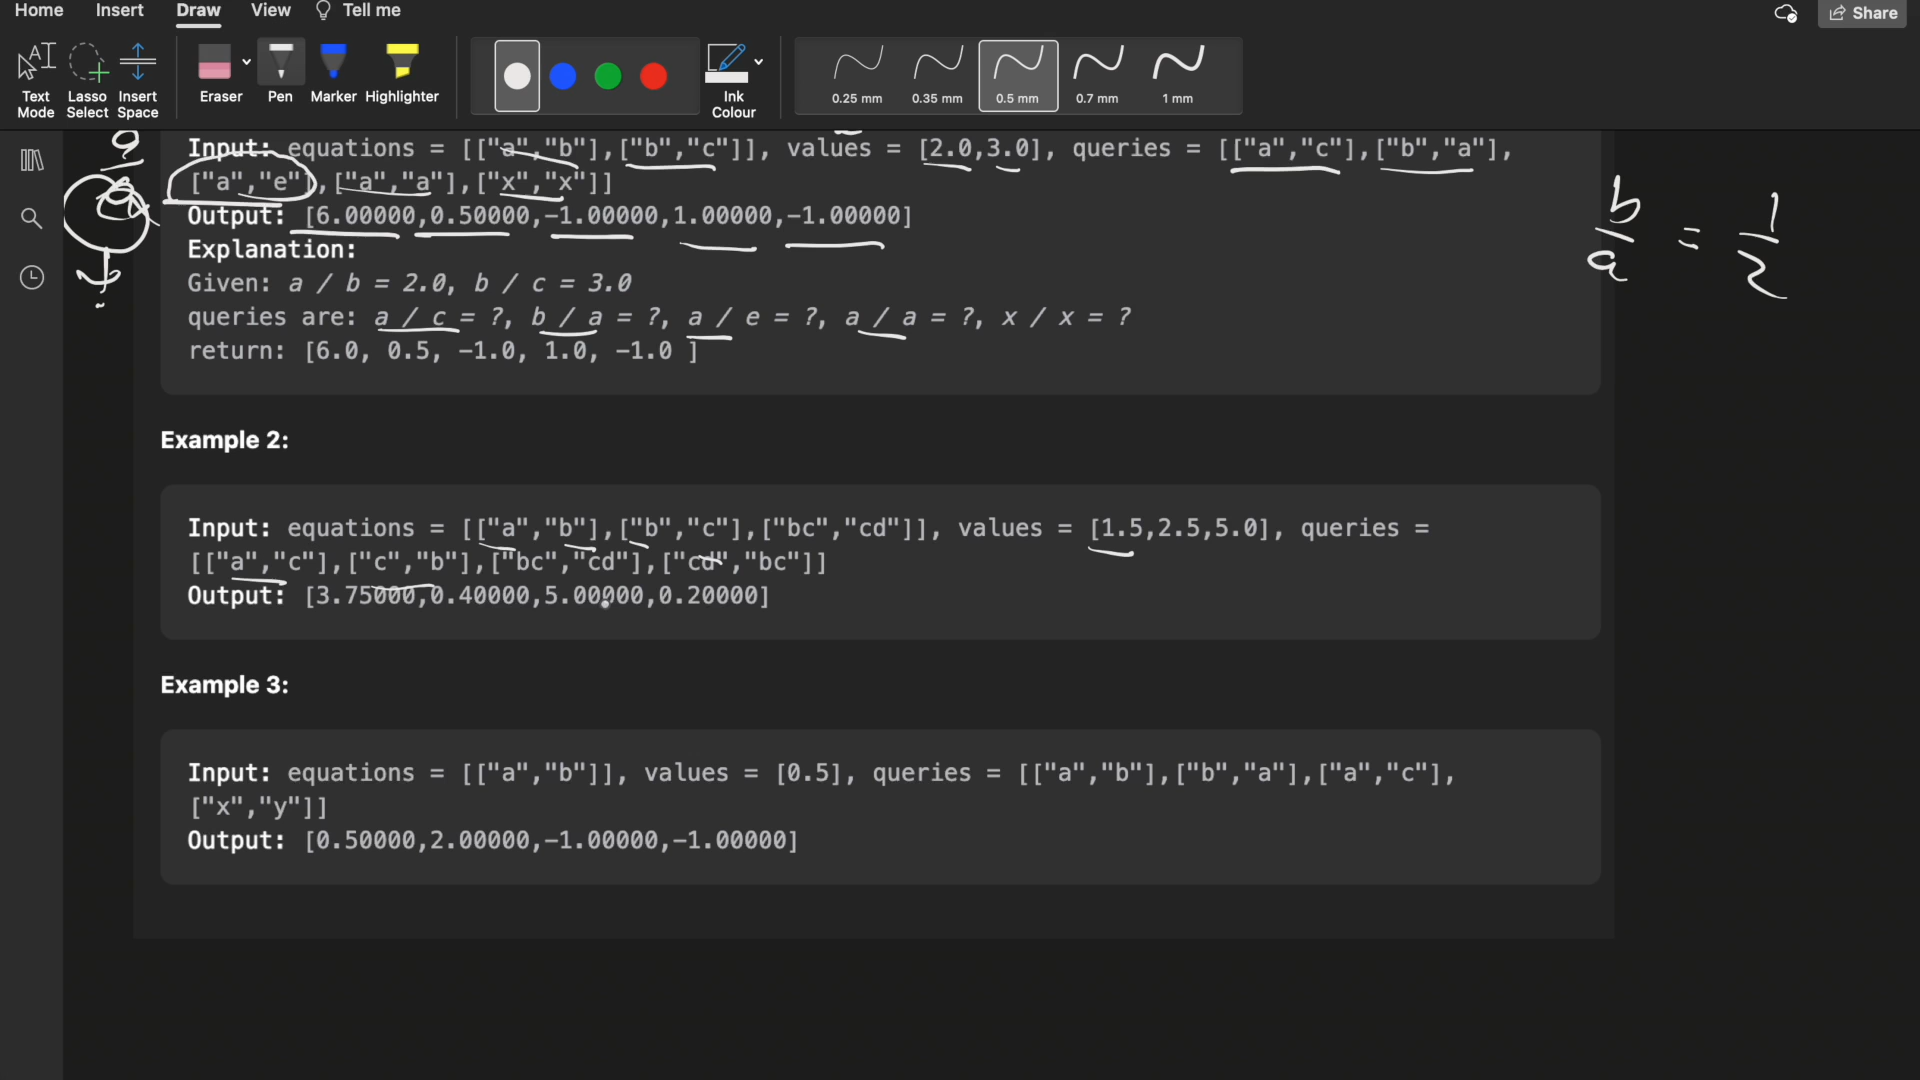 Home Insert Draw View Tell me Share
Text Mode Lasso Select Insert Space Eraser Pen Marker Highlighter Ink Colour 0.25 mm 0.35 mm 0.5 mm 0.7 mm 1 mm
Input: equations = [["a","b"],["b","c"]], values = [2.0,3.0], queries = [["a","c"],["b","a"],
["a","e"],["a","a"],["x","x"]]
Output: [6.00000,0.50000,-1.00000,1.00000,-1.00000]
Explanation:
Given: a / b = 2.0, b / c = 3.0
queries are: a / c = ?, b / a = ?, a / e = ?, a / a = ?, x / x = ?
return: [6.0, 0.5, -1.0, 1.0, -1.0 ]
b/a = 1/2
Example 2:
Input: equations = [["a","b"],["b","c"],["bc","cd"]], values = [1.5,2.5,5.0], queries =
[["a","c"],["c","b"],["bc","cd"],["cd","bc"]]
Output: [3.75000,0.40000,5.00000,0.20000]
Example 3:
Input: equations = [["a","b"]], values = [0.5], queries = [["a","b"],["b","a"],["a","c"],
["x","y"]]
Output: [0.50000,2.00000,-1.00000,-1.00000]